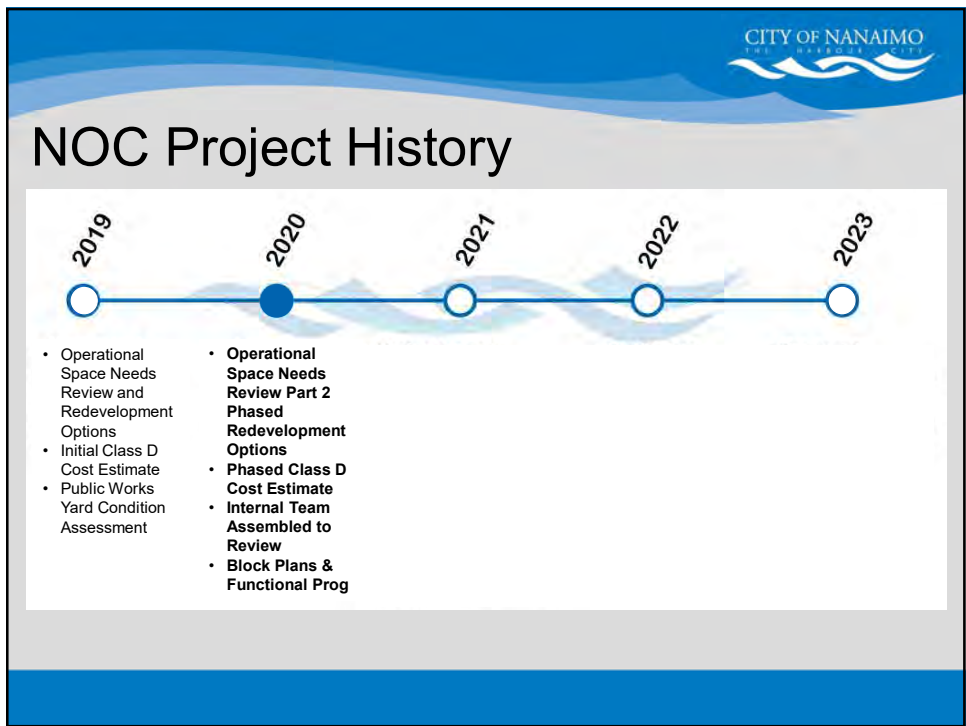 CITY OF NANAIMO
THE HARBOUR CITY
NOC Project History
2019
2020
2021
2022
2023
• Operational
Space Needs
Review and
Redevelopment
Options
• Initial Class D
Cost Estimate
• Public Works
Yard Condition
Assessment
• Operational
Space Needs
Review Part 2
Phased
Redevelopment
Options
• Phased Class D
Cost Estimate
• Internal Team
Assembled to
Review
• Block Plans &
Functional Prog